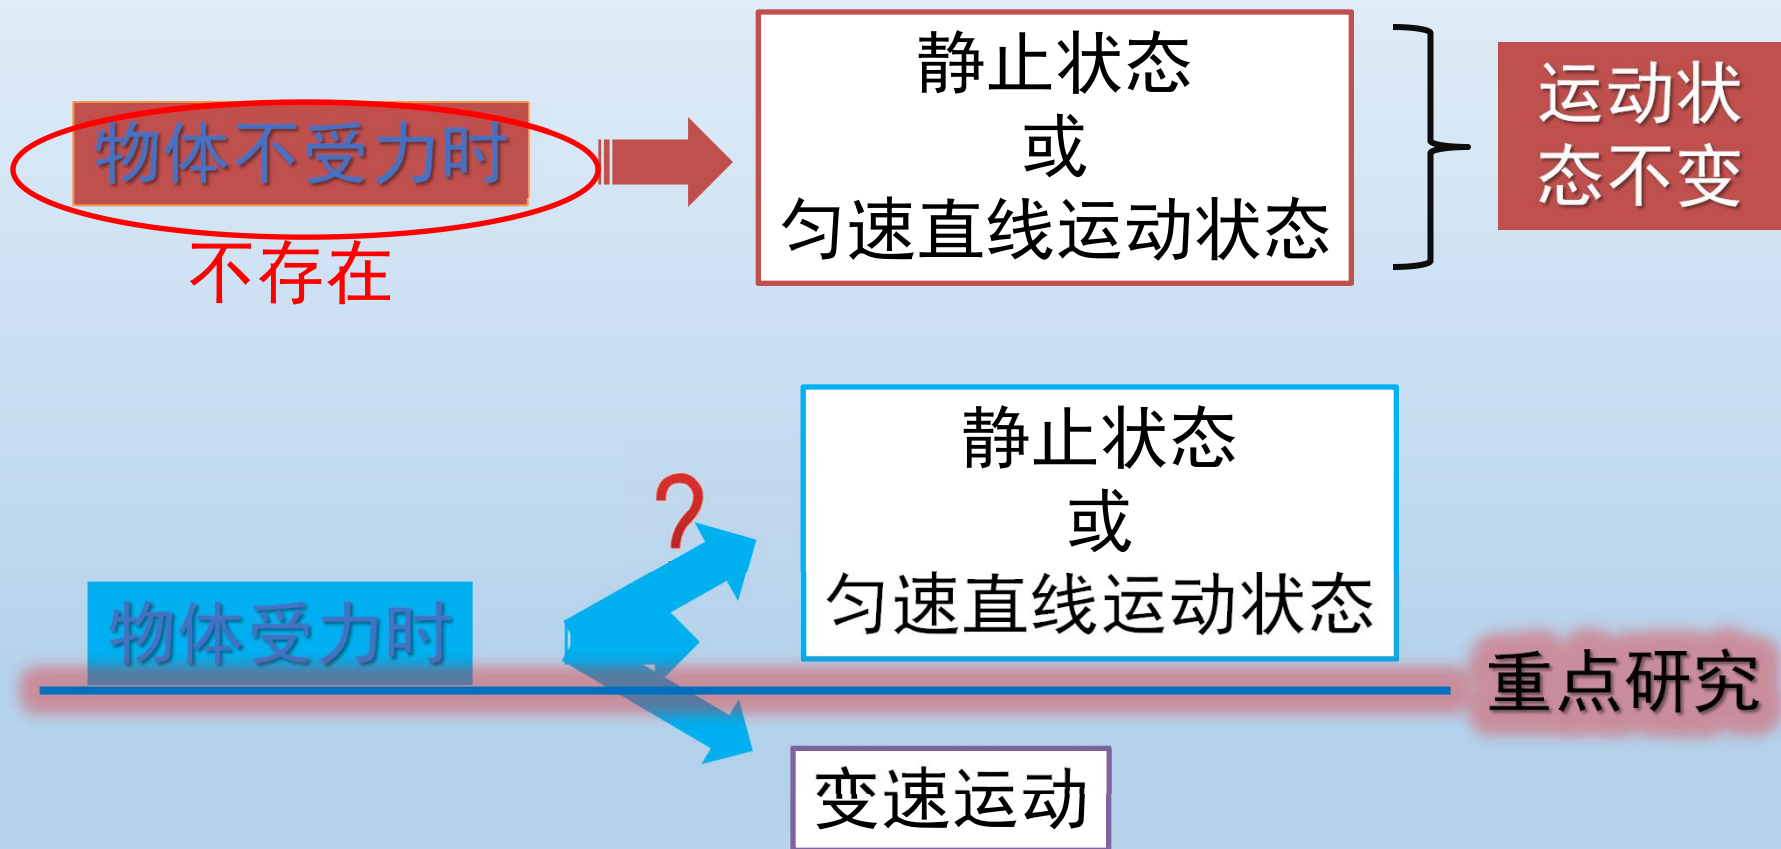 静止状态
或
匀速直线运动状态
物体不受力时
不存在
运动状
态不变
?
静止状态
或
匀速直线运动状态
物体受力时
重点研究
变速运动